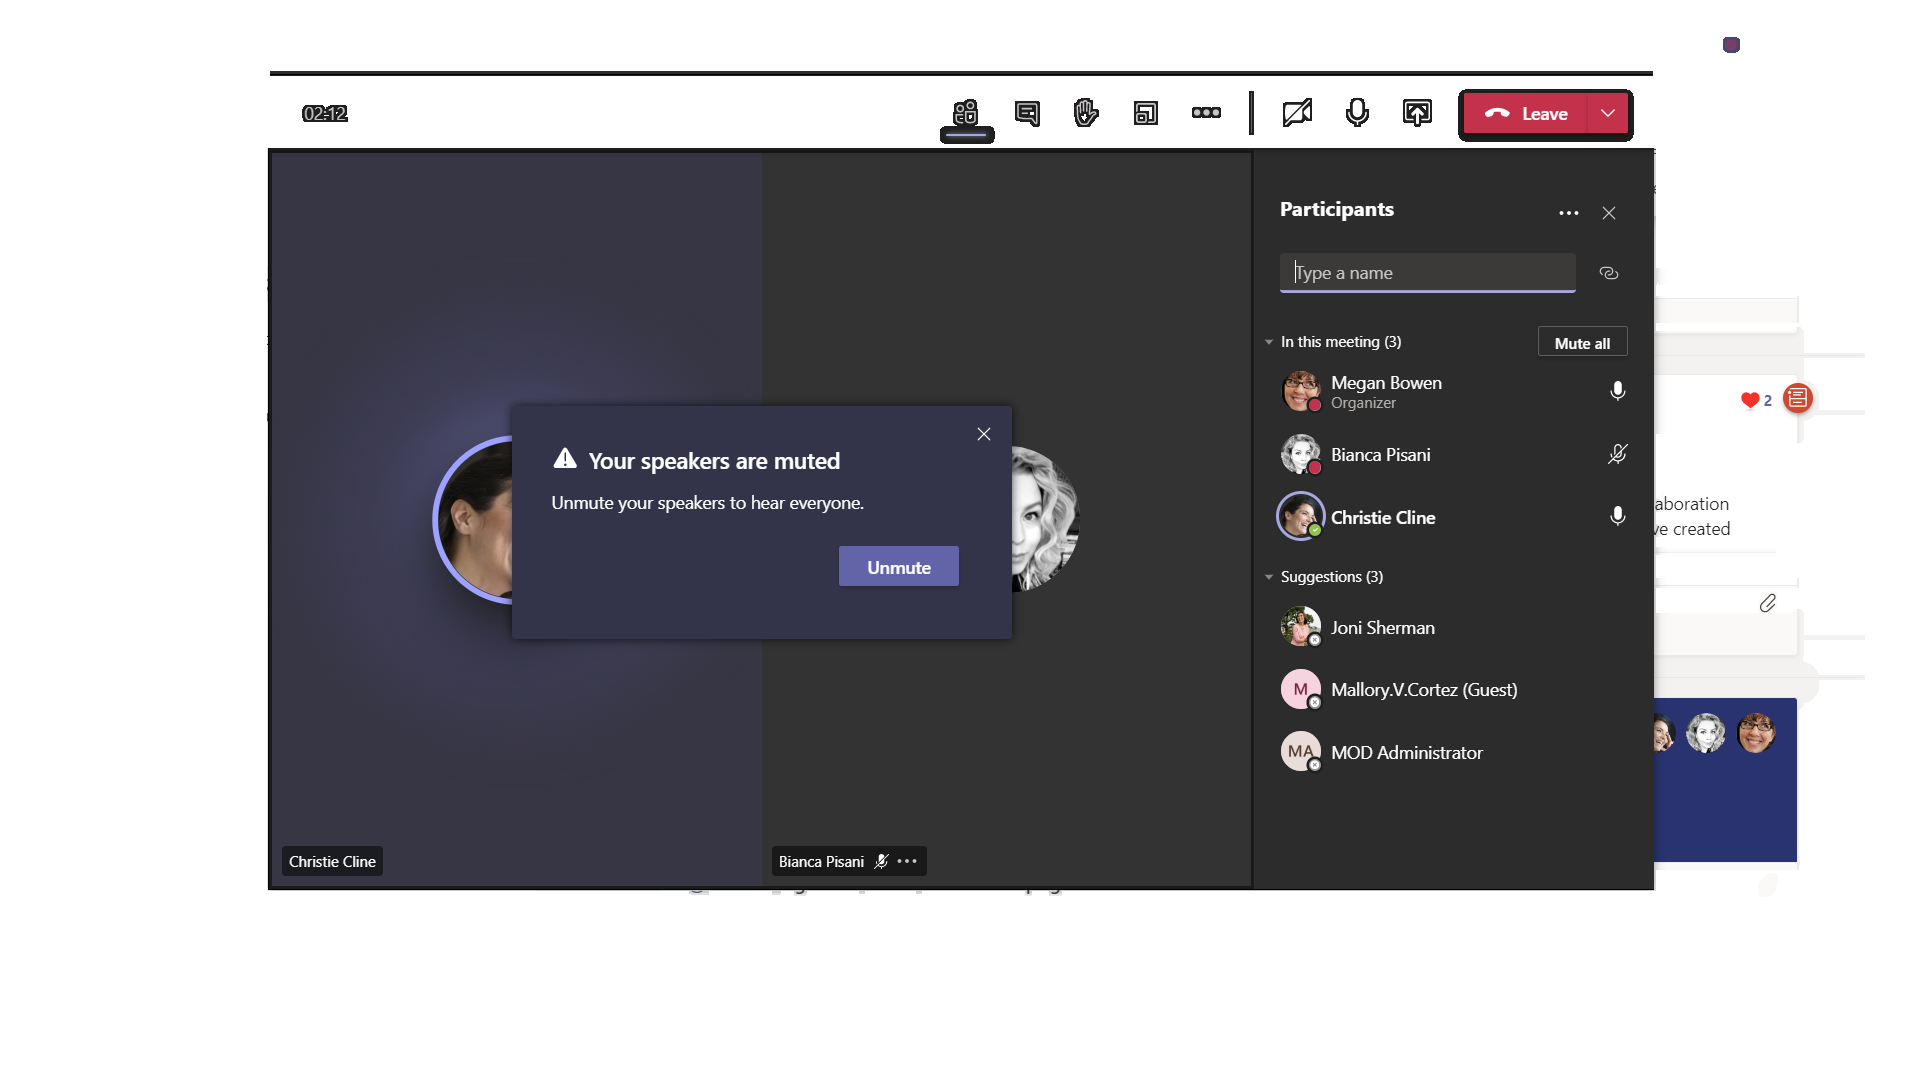 02:12
Leave
Participants
Type a name
In this meeting (3)
Mute all
Megan Bowen
Organizer
Bianca Pisani
Christie Cline
Suggestions (3)
Joni Sherman
M
Mallory.V.Cortez (Guest)
MA
MOD Administrator
Your speakers are muted
Unmute your speakers to hear everyone.
Unmute
Christie Cline
Bianca Pisani
2
aboration
ve created